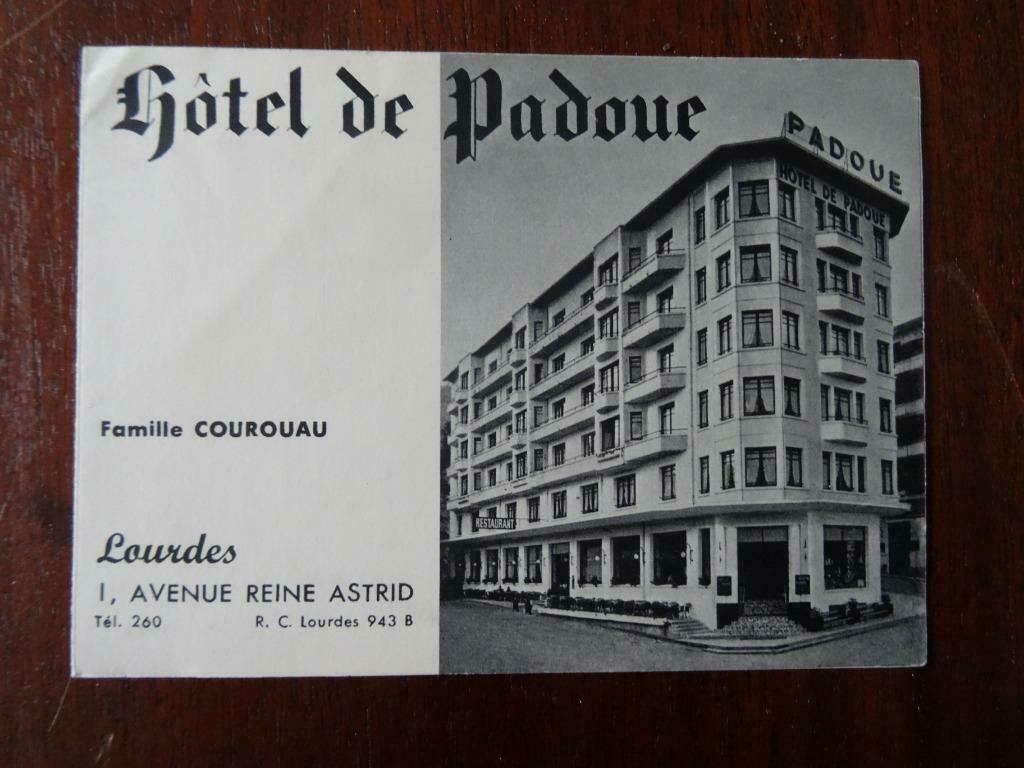 Hôtel de Padoue
PADOUE
HOTEL DE PADOUE
RESTAURANT
Famille COUROUAU
Lourdes
1, AVENUE REINE ASTRID
Tél. 260 R. C. Lourdes 943 B